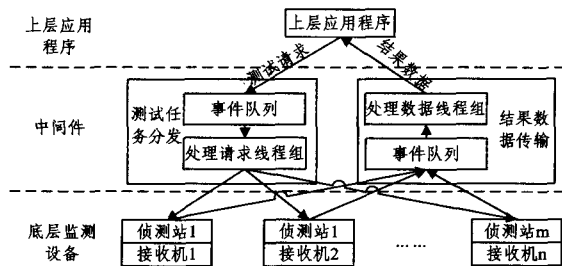 上层应用
程序
上层应用程序
测试请求
结果数据
中间件
测试任
务分发
事件队列
处理请求线程组
处理数据线程组
事件队列
结果数
据传输
底层监测
设备
侦测站1
接收机1
侦测站1
接收机2
……
侦测站m
接收机n